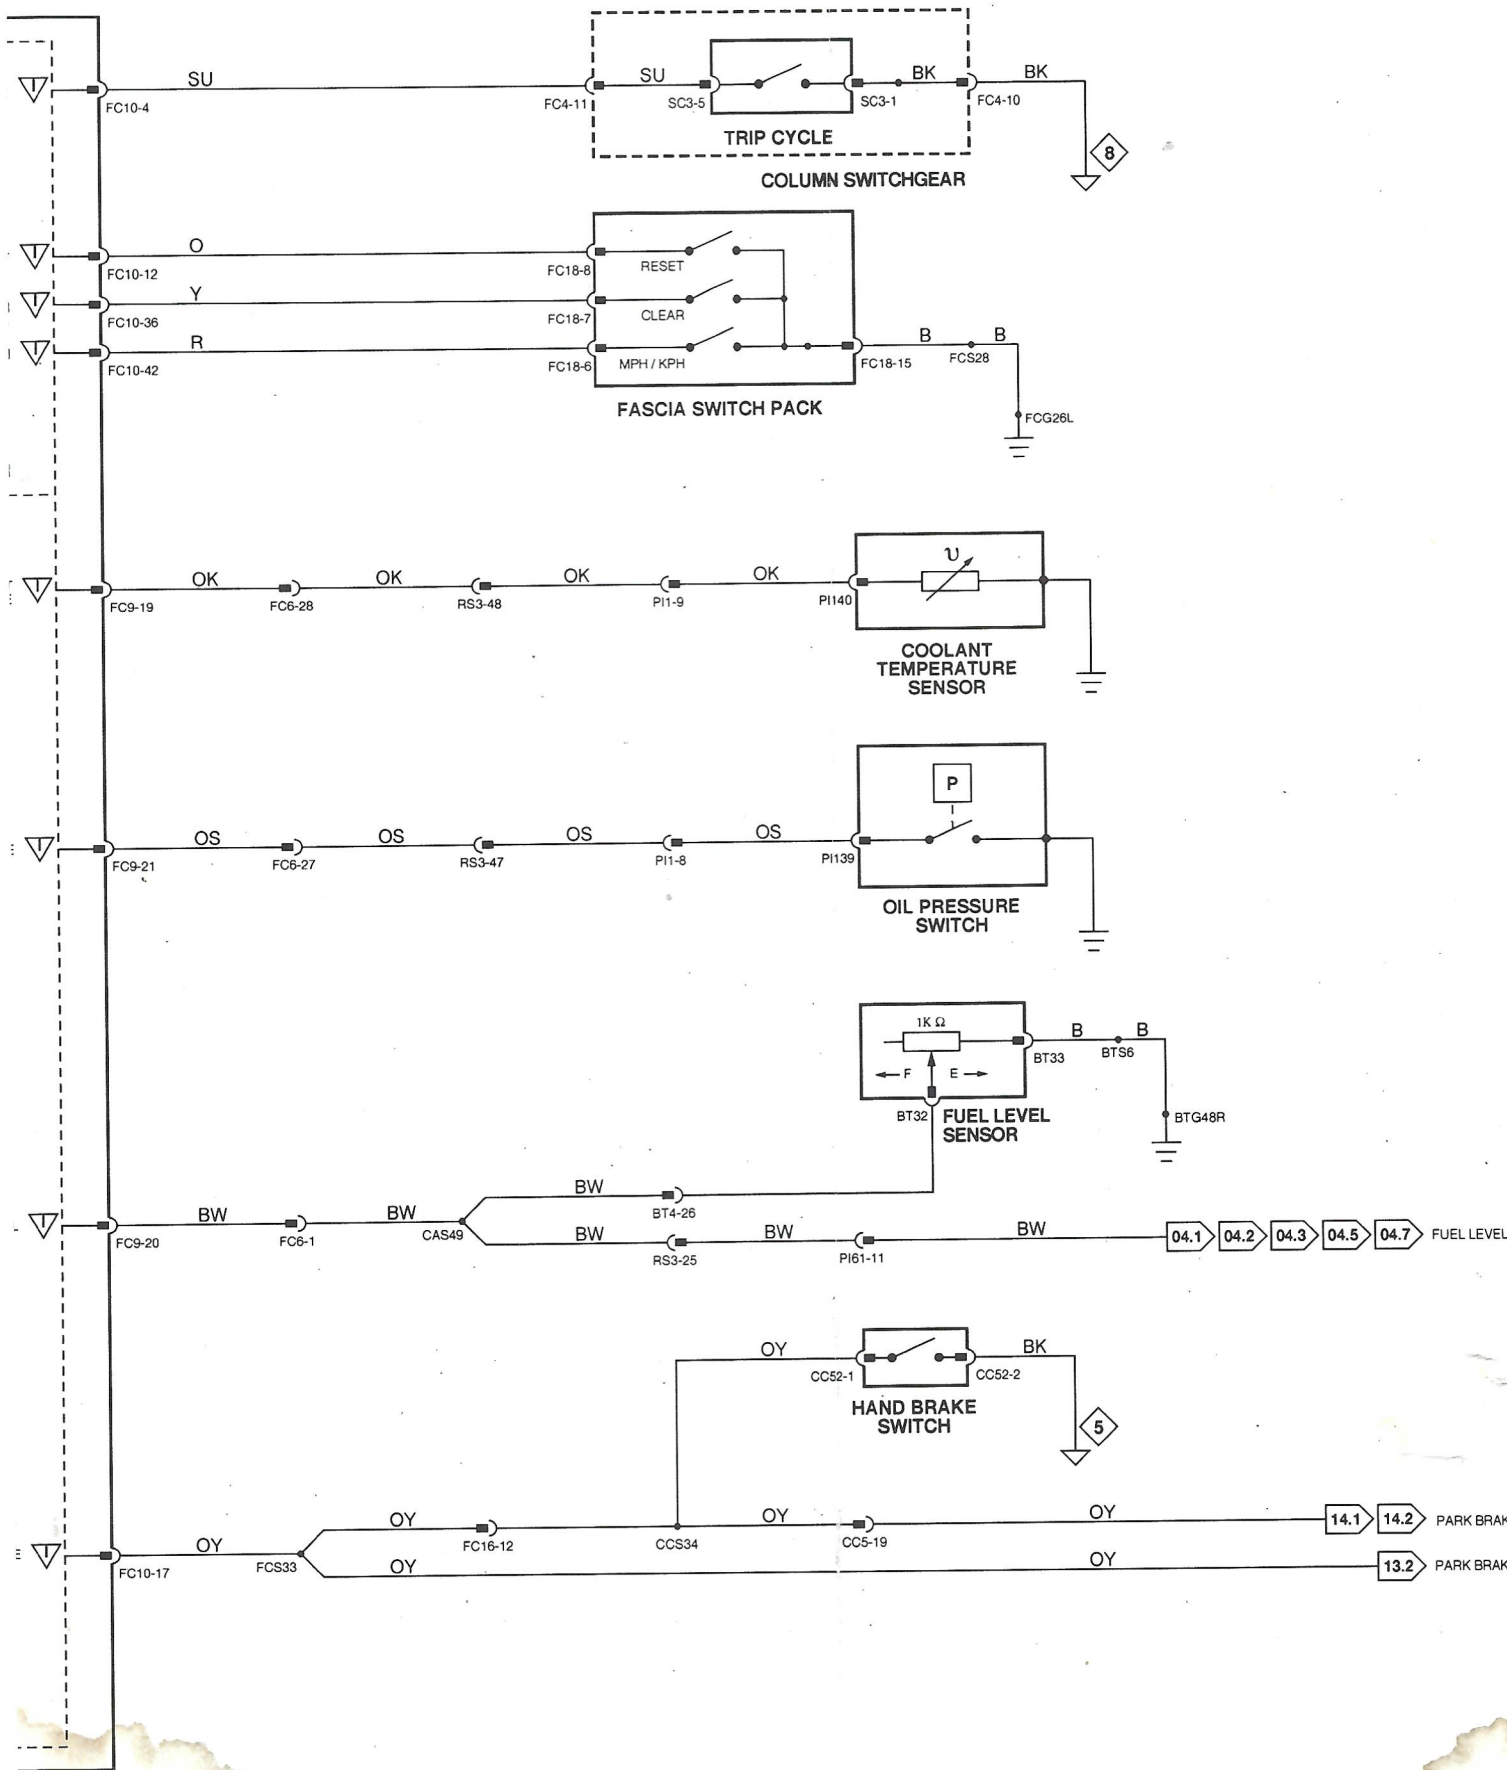 SU
SU
BK
BK
FC10-4
FC4-11
SC3-5
SC3-1
FC4-10
TRIP CYCLE
8
COLUMN SWITCHGEAR
O
FC10-12
FC18-8
RESET
Y
FC10-36
FC18-7
CLEAR
R
B
B
FC10-42
FC18-6
MPH / KPH
FC18-15
FCS28
FASCIA SWITCH PACK
FCG26L
υ
OK
OK
OK
OK
FC9-19
FC6-28
RS3-48
PI1-9
PI140
COOLANT
TEMPERATURE
SENSOR
P
OS
OS
OS
OS
FC9-21
FC6-27
RS3-47
PI1-8
PI139
OIL PRESSURE
SWITCH
1K Ω
B
B
BT33
BTS6
F
E
BT32
FUEL LEVEL
SENSOR
BTG48R
BW
BT4-26
BW
BW
FC9-20
FC6-1
CAS49
BW
BW
BW
RS3-25
PI61-11
04.1
04.2
04.3
04.5
04.7
FUEL LEVEL
OY
BK
CC52-1
CC52-2
HAND BRAKE
SWITCH
5
OY
OY
OY
FC16-12
CCS34
CC5-19
14.1
14.2
PARK BRAK
OY
FC10-17
FCS33
OY
OY
13.2
PARK BRAK